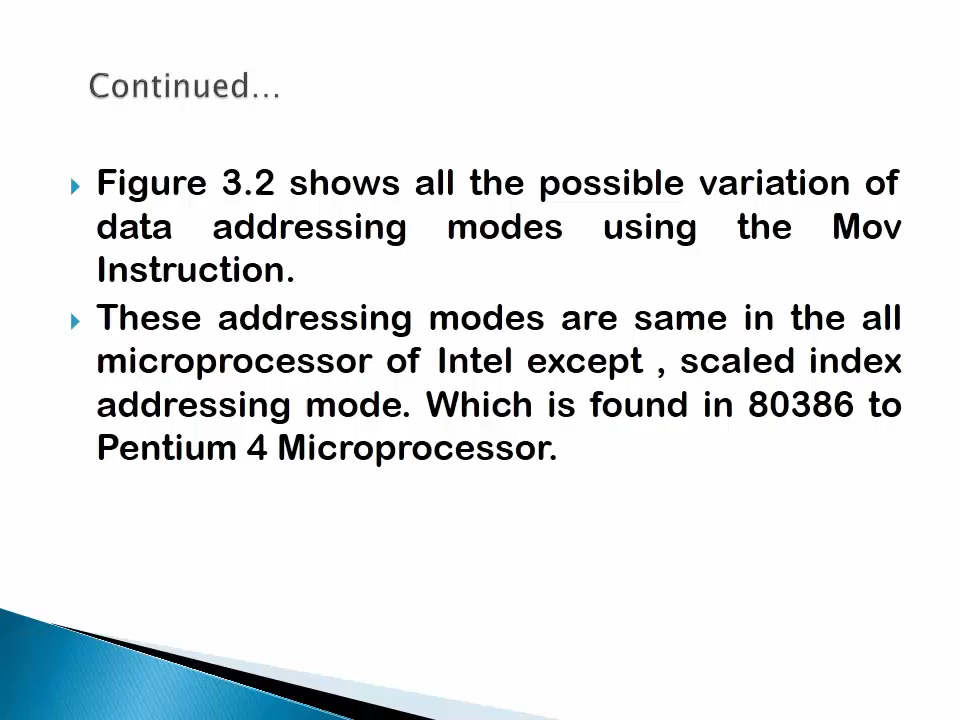 Continued...
Figure 3.2 shows all the possible variation of
data addressing modes using the Mov
Instruction.
These addressing modes are same in the all
microprocessor of Intel except , scaled index
addressing mode. Which is found in 80386 to
Pentium 4 Microprocessor.